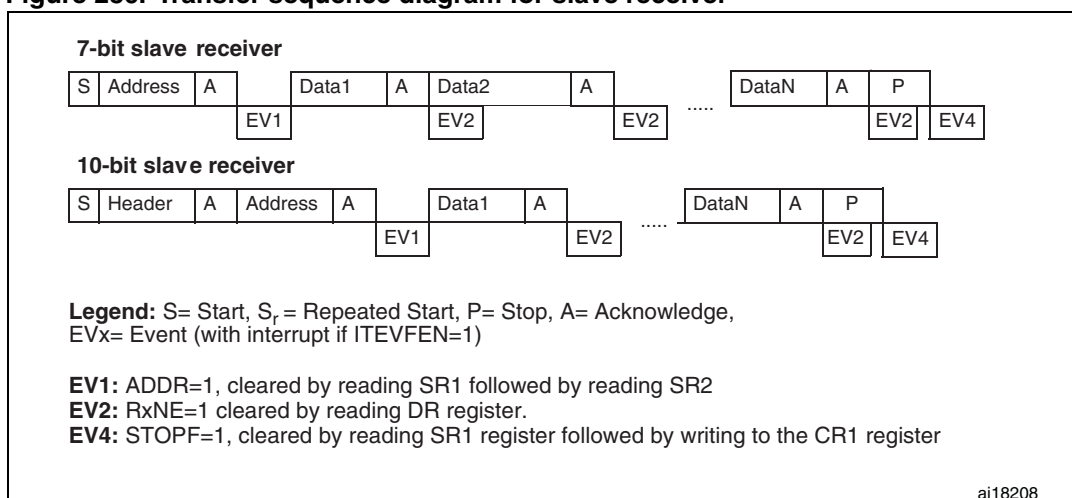 Figure 256. Transfer sequence diagram for slave receiver
7-bit slave receiver
S Address A Data1 A Data2 A ..... DataN A P
EV1 EV2 EV2 EV2 EV4
10-bit slave receiver
S Header A Address A Data1 A ..... DataN A P
EV1 EV2 EV2 EV4
Legend: S= Start, Sr = Repeated Start, P= Stop, A= Acknowledge,
EVx= Event (with interrupt if ITEVFEN=1)
EV1: ADDR=1, cleared by reading SR1 followed by reading SR2
EV2: RxNE=1 cleared by reading DR register.
EV4: STOPF=1, cleared by reading SR1 register followed by writing to the CR1 register
ai18208